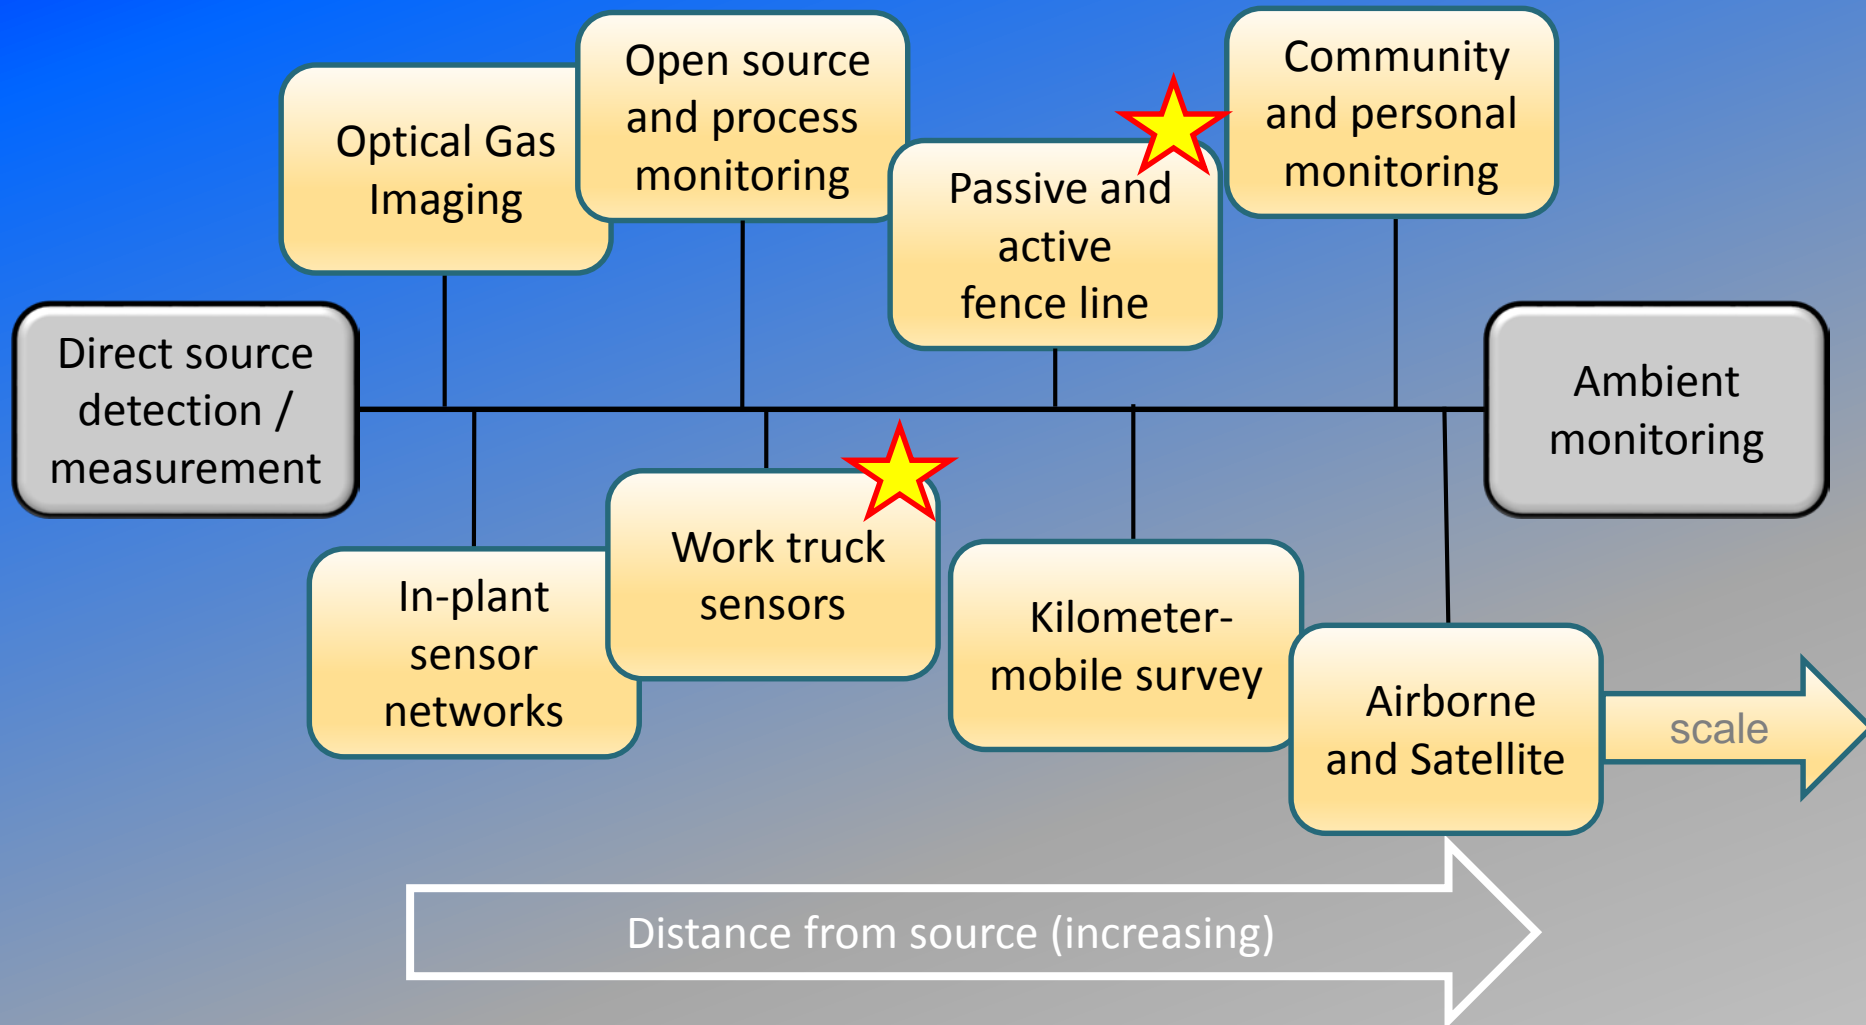 Optical Gas
Imaging
Open source
and process
monitoring
Passive and
active
fence line
Community
and personal
monitoring
Direct source
detection /
measurement
Ambient
monitoring
In-plant
sensor
networks
Work truck
sensors
Kilometer-
mobile survey
Airborne
and Satellite
scale
Distance from source (increasing)